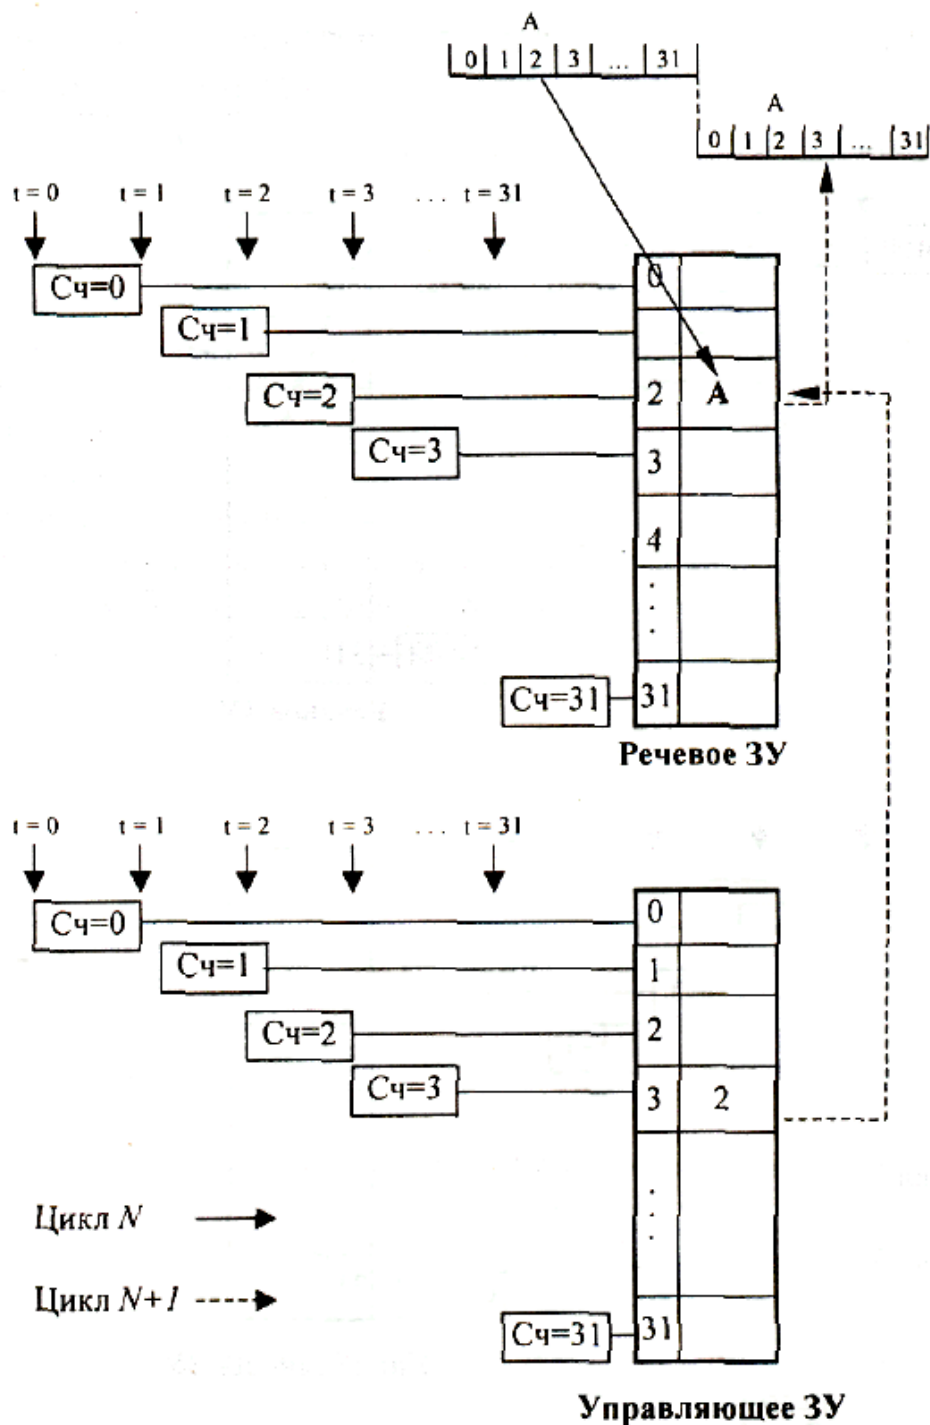 A
0 1 2 3 ... 31
A
0 1 2 3 ... 31
t = 0 t = 1 t = 2 t = 3 ... t = 31
Сч=0
0
Сч=1
Сч=2
2 А
Сч=3
3
4
Сч=31
31
Речевое ЗУ
t = 0 t = 1 t = 2 t = 3 ... t = 31
Сч=0
0
Сч=1
1
Сч=2
2
Сч=3
3 2
Цикл N
Цикл N+1
Сч=31
31
Управляющее ЗУ